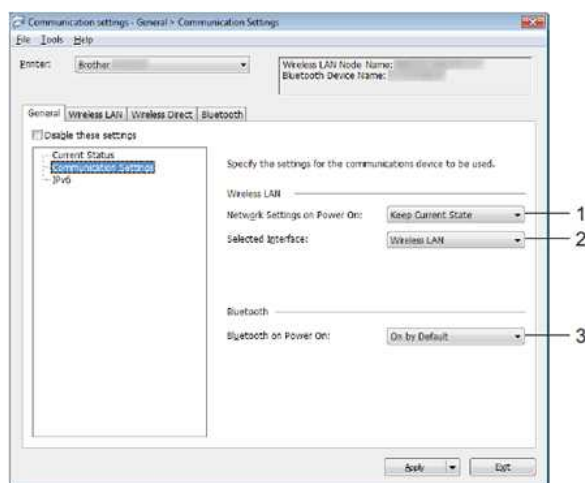 Communication settings - General > Communication Settings
File Tools Help
Printer: Brother
Wireless LAN Node Name:
Bluetooth Device Name:
General Wireless LAN Wireless Direct Bluetooth
Disable these settings
Current Status
Communication Settings
IPv6
Specify the settings for the communications device to be used.
Wireless LAN
Network Settings on Power On: Keep Current State 1
Selected Interface: Wireless LAN 2
Bluetooth
Bluetooth on Power On: On by Default 3
Apply Exit